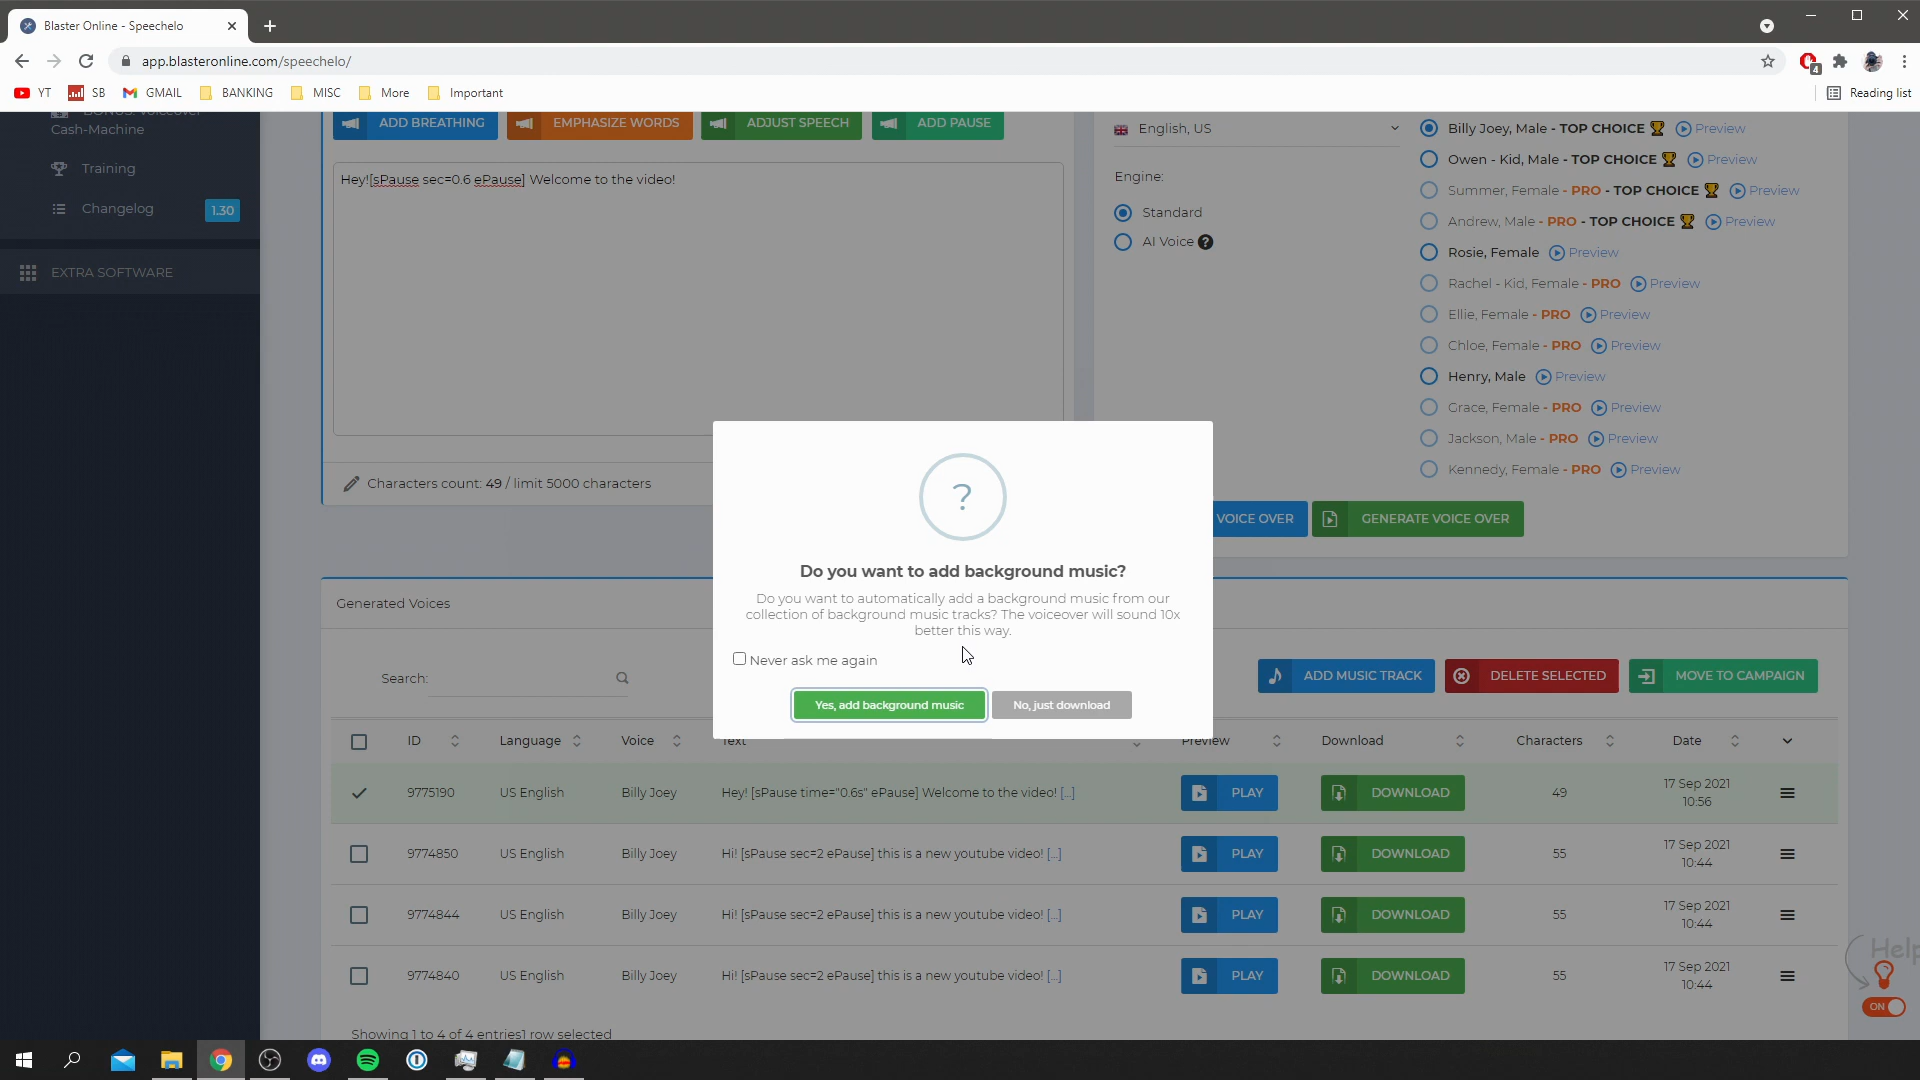 Blaster Online - Speechelo
app.blasteronline.com/speechelo/
4
YT
SB
GMAIL
BANKING
MISC
More
Important
Reading list
BONUS: Voiceover
Cash-Machine
Training
Changelog
1.30
EXTRA SOFTWARE
ADD BREATHING
EMPHASIZE WORDS
ADJUST SPEECH
ADD PAUSE
Hey![sPause sec=0.6 ePause] Welcome to the video!
Characters count: 49 / limit 5000 characters
English, US
Engine:
Standard
AI Voice ?
Billy Joey, Male - TOP CHOICE Preview
Owen - Kid, Male - TOP CHOICE Preview
Summer, Female - PRO - TOP CHOICE Preview
Andrew, Male - PRO - TOP CHOICE Preview
Rosie, Female Preview
Rachel - Kid, Female - PRO Preview
Ellie, Female - PRO Preview
Chloe, Female - PRO Preview
Henry, Male Preview
Grace, Female - PRO Preview
Jackson, Male - PRO Preview
Kennedy, Female - PRO Preview
VOICE OVER
GENERATE VOICE OVER
?
Do you want to add background music?
Do you want to automatically add a background music from our
collection of background music tracks? The voiceover will sound 10x
better this way.
Never ask me again
Yes, add background music
No, just download
Generated Voices
Search:
ADD MUSIC TRACK
DELETE SELECTED
MOVE TO CAMPAIGN
ID Language Voice Text Preview Download Characters Date
9775190 US English Billy Joey Hey! [sPause time="0.6s" ePause] Welcome to the video! [...] PLAY DOWNLOAD 49 17 Sep 2021
10:56
9774850 US English Billy Joey Hi! [sPause sec=2 ePause] this is a new youtube video! [...] PLAY DOWNLOAD 55 17 Sep 2021
10:44
9774844 US English Billy Joey Hi! [sPause sec=2 ePause] this is a new youtube video! [...] PLAY DOWNLOAD 55 17 Sep 2021
10:44
9774840 US English Billy Joey Hi! [sPause sec=2 ePause] this is a new youtube video! [...] PLAY DOWNLOAD 55 17 Sep 2021
10:44
Showing 1 to 4 of 4 entries1 row selected
Help
ON